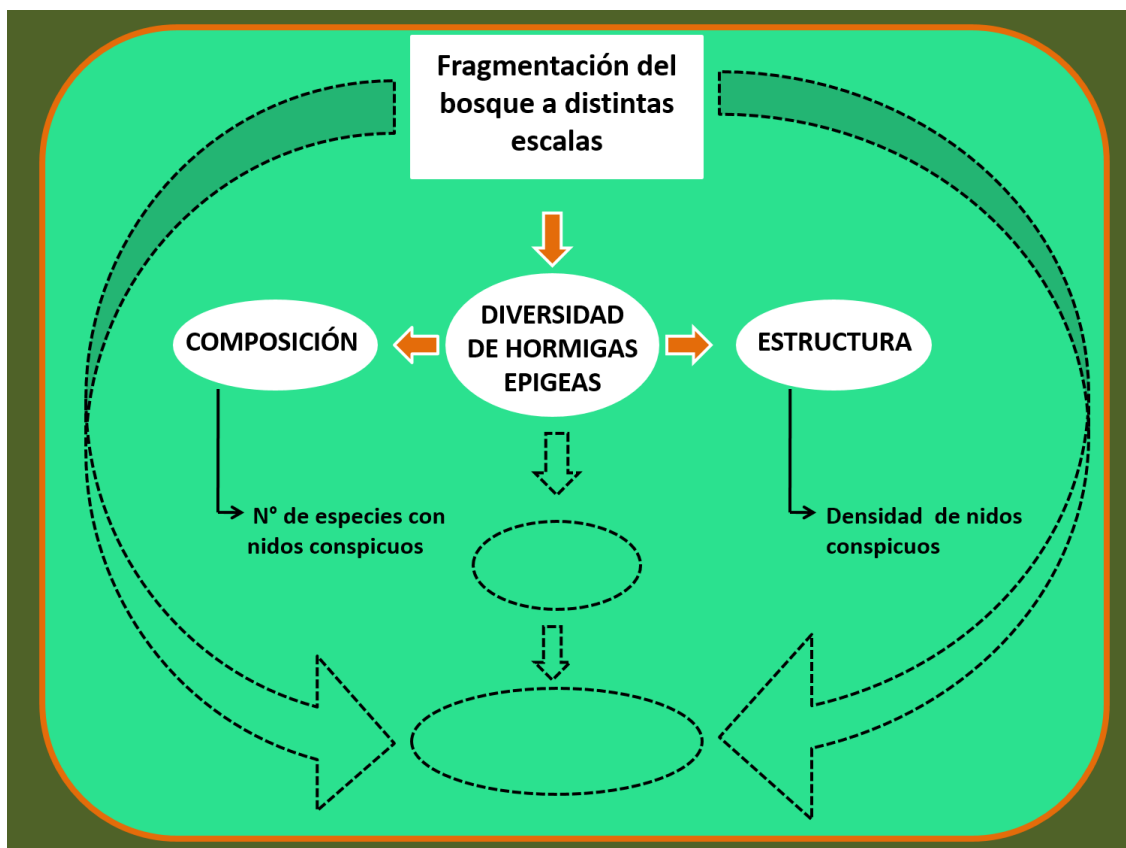 Fragmentación del
bosque a distintas
escalas
DIVERSIDAD
DE HORMIGAS
EPIGEAS
COMPOSICIÓN
ESTRUCTURA
N° de especies con
nidos conspicuos
Densidad de nidos
conspicuos